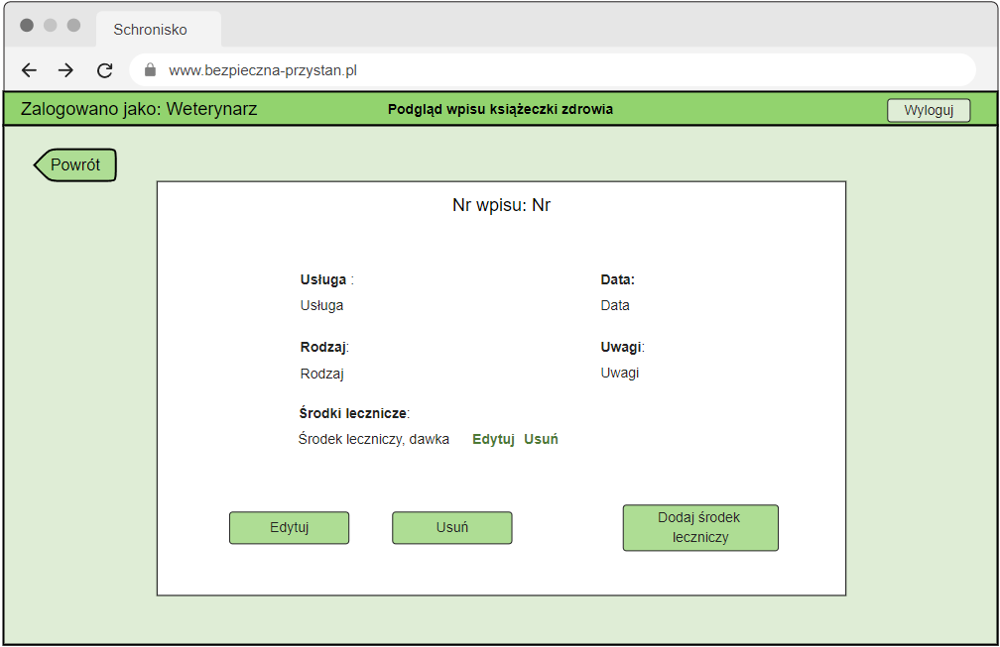 Schronisko
www.bezpieczna-przystan.pl
Zalogowano jako: Weterynarz
Podgląd wpisu książeczki zdrowia
Wyloguj
Powrót
Nr wpisu: Nr
Usługa :
Data:
Usługa
Data
Rodzaj:
Uwagi:
Rodzaj
Uwagi
Środki lecznicze:
Środek leczniczy, dawka Edytuj Usuń
Edytuj
Usuń
Dodaj środek
leczniczy